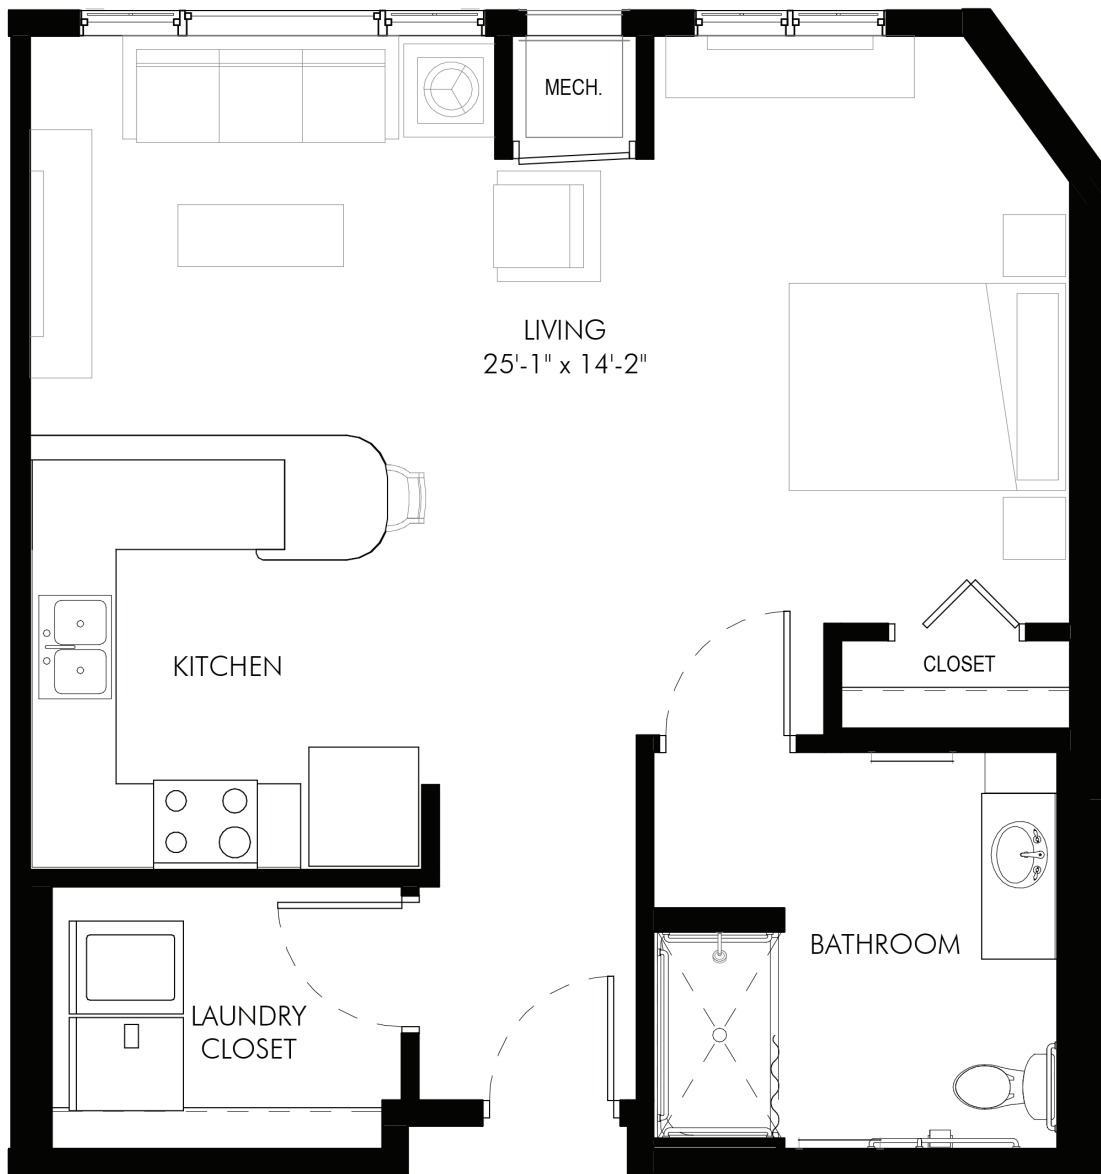 MECH.
LIVING
25'-1" x 14'-2"
KITCHEN
CLOSET
BATHROOM
LAUNDRY
CLOSET